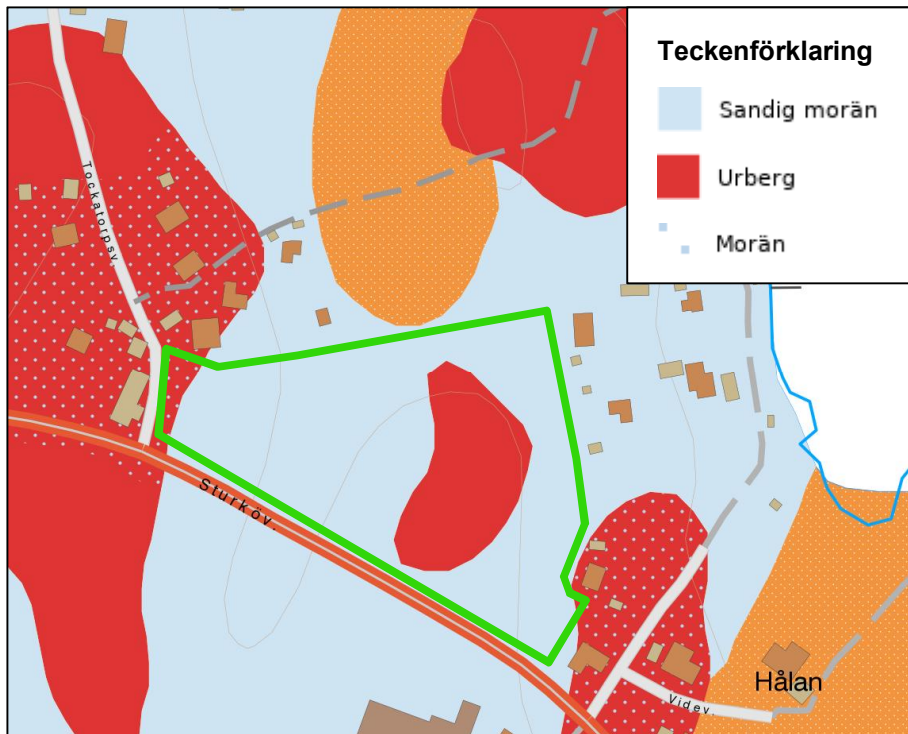 Teckenförklaring
Sandig morän
Urberg
Morän
Tockatorpsv.
Sturköv.
Hålan
Videv.